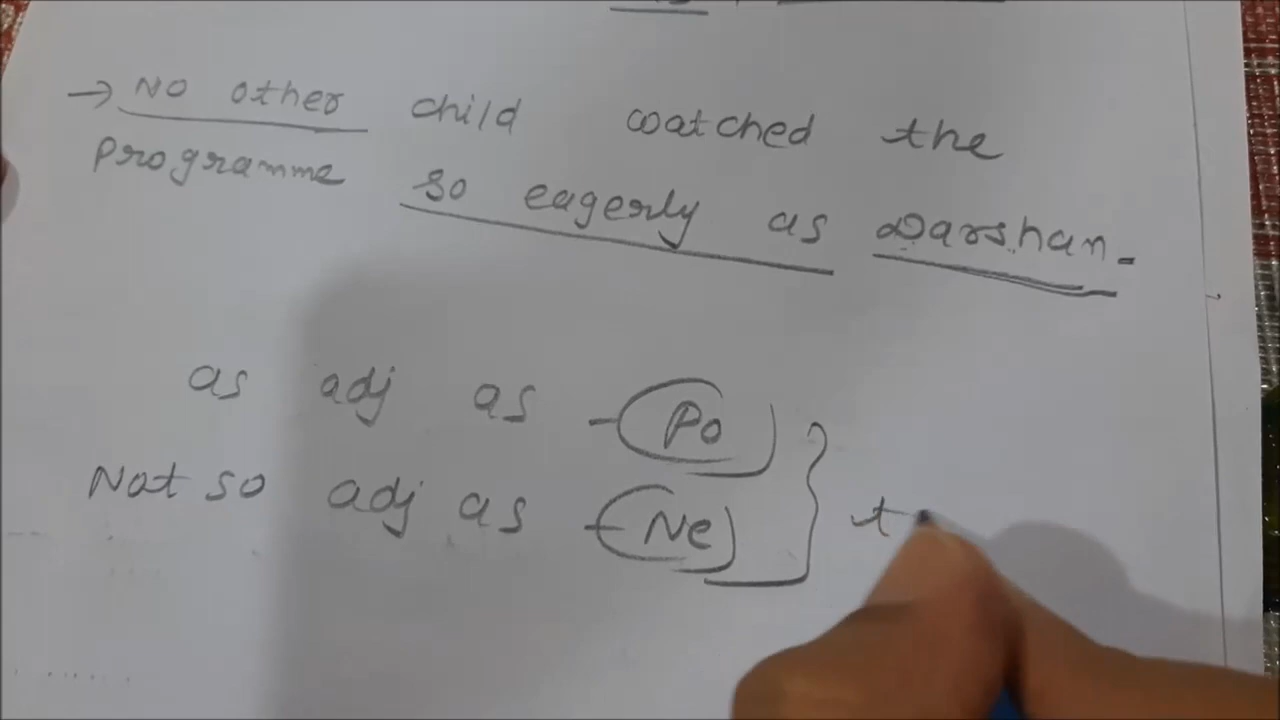 → No other child watched the
programme so eagerly as Darshan.
as adj as - Po
Not so adj as - Ne } t